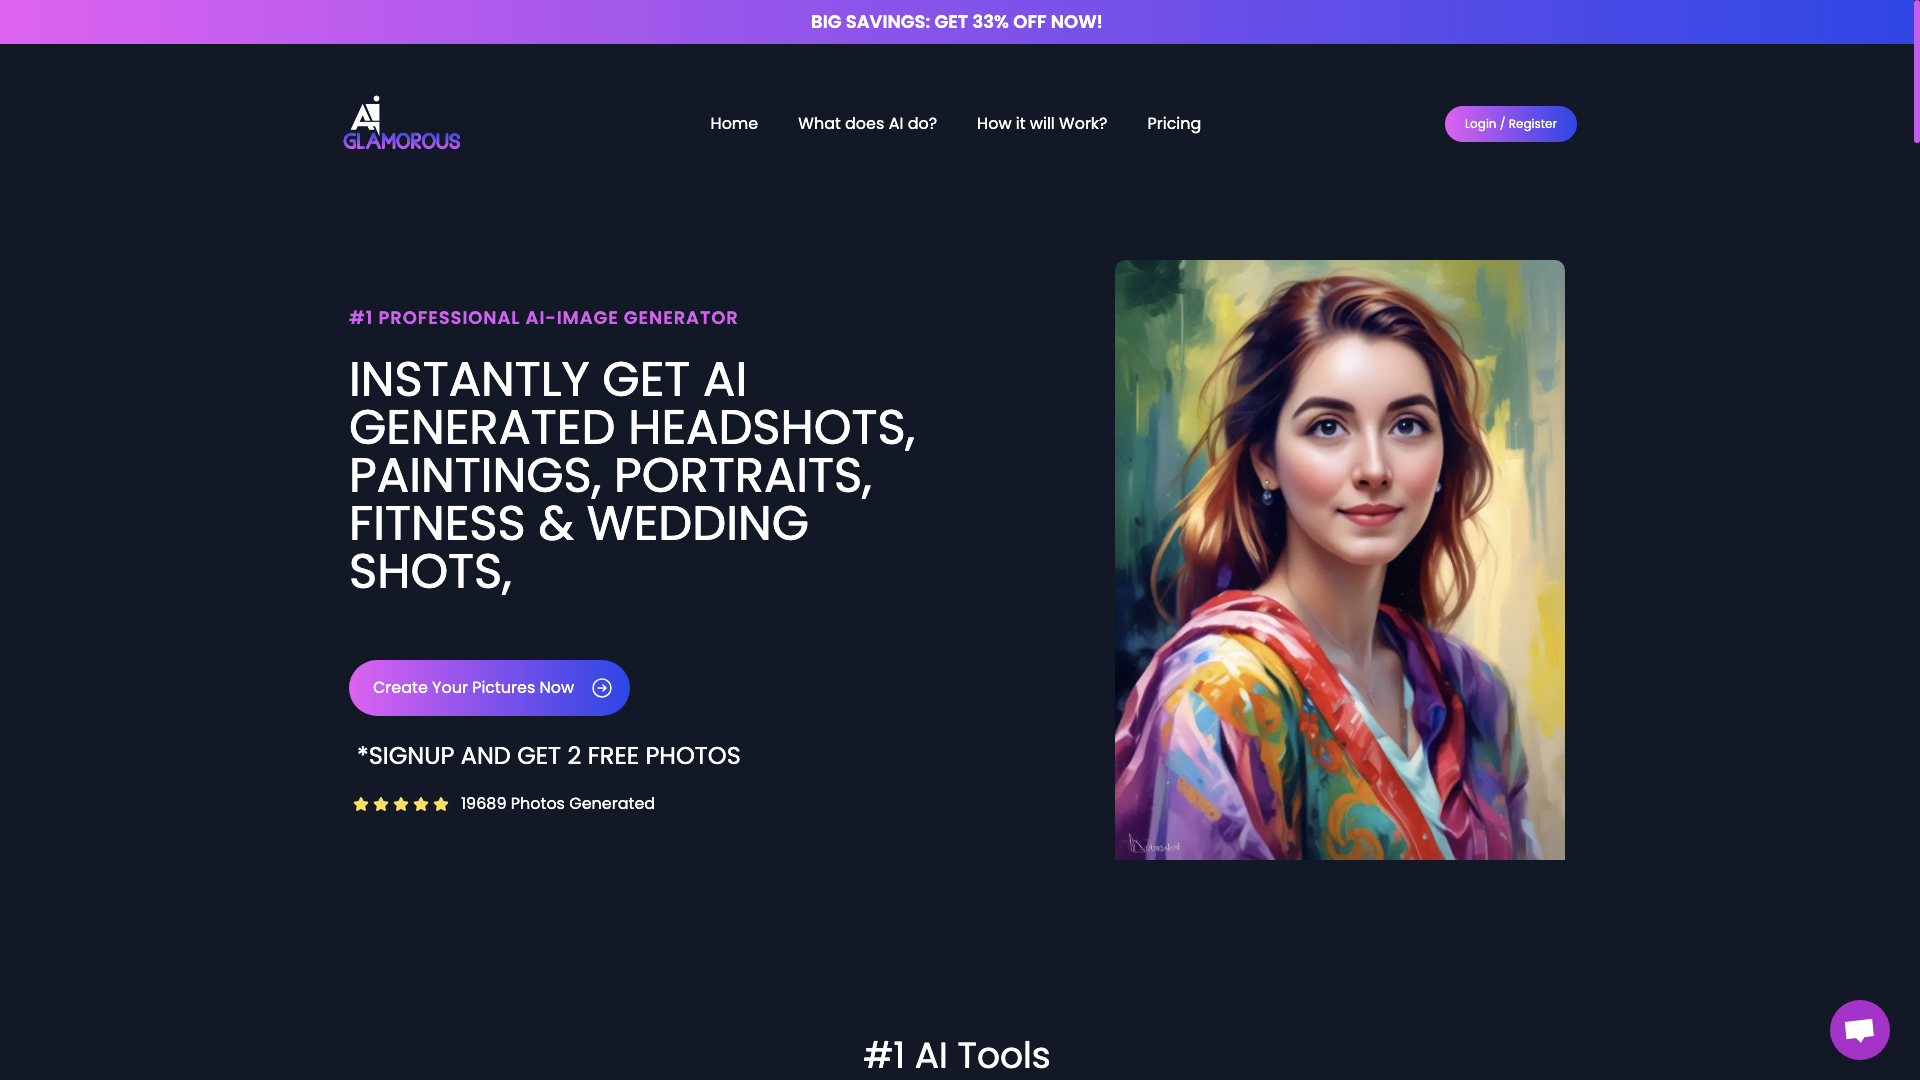 BIG SAVINGS: GET 33% OFF NOW!
Ai
GLAMOROUS
Home
What does AI do?
How it will Work?
Pricing
Login / Register
#1 PROFESSIONAL AI-IMAGE GENERATOR
INSTANTLY GET AI
GENERATED HEADSHOTS,
PAINTINGS, PORTRAITS,
FITNESS & WEDDING
SHOTS,
Create Your Pictures Now
*SIGNUP AND GET 2 FREE PHOTOS
19689 Photos Generated
#1 AI Tools